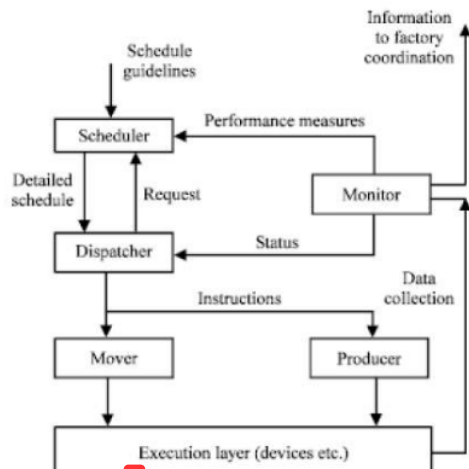 Information
to factory
coordination
Schedule
guidelines
Performance measures
Scheduler
Detailed
schedule
Request
Monitor
Status
Dispatcher
Data
collection
Instructions
Mover
Producer
Execution layer (devices etc.)